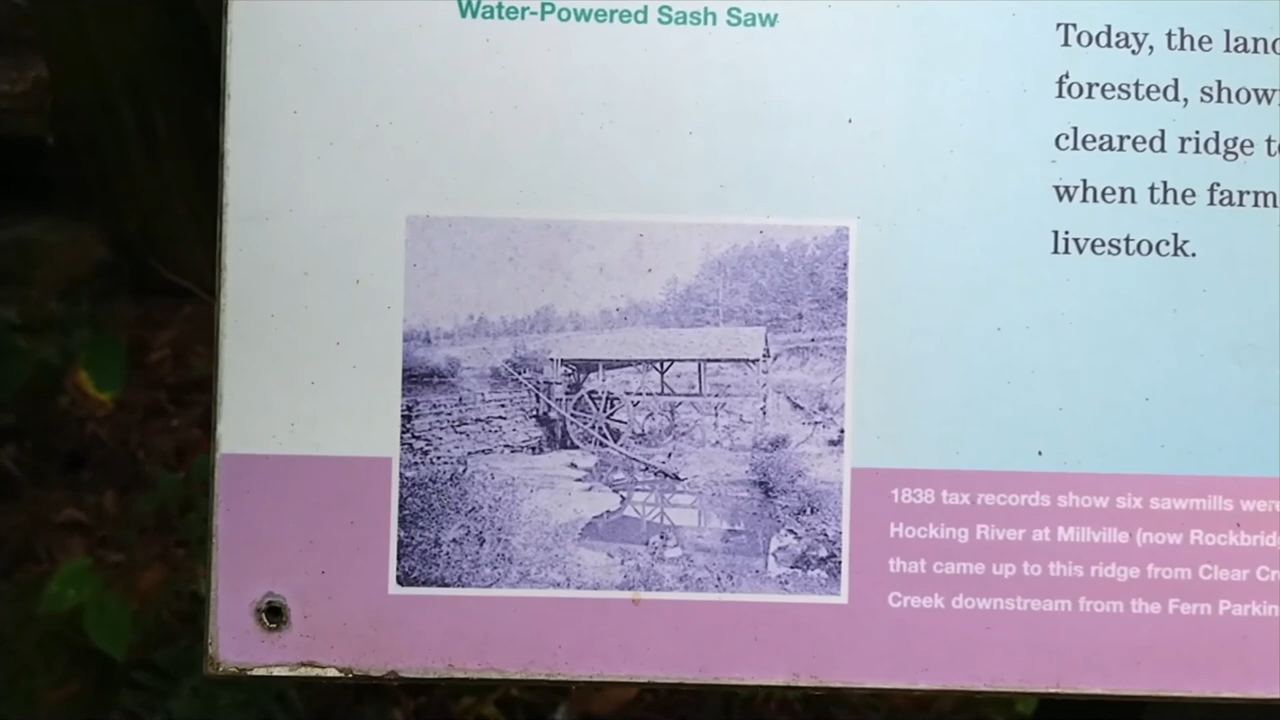 Water-Powered Sash Saw
Today, the
forested,
cleared ridge
when the farm
livestock.
1838 tax records show six sawmills
Hocking River at Millville (now
that came up to this ridge from Clear
Creek downstream from the Fern